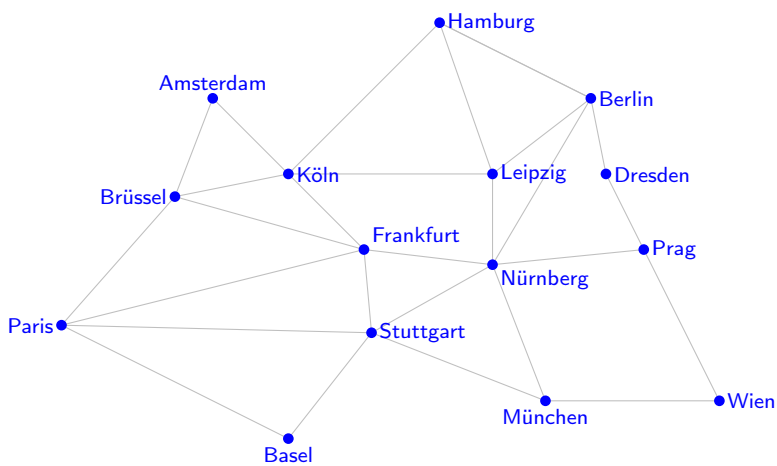 Hamburg
Amsterdam
Berlin
Köln
Leipzig
Dresden
Brüssel
Frankfurt
Prag
Nürnberg
Paris
Stuttgart
Wien
München
Basel